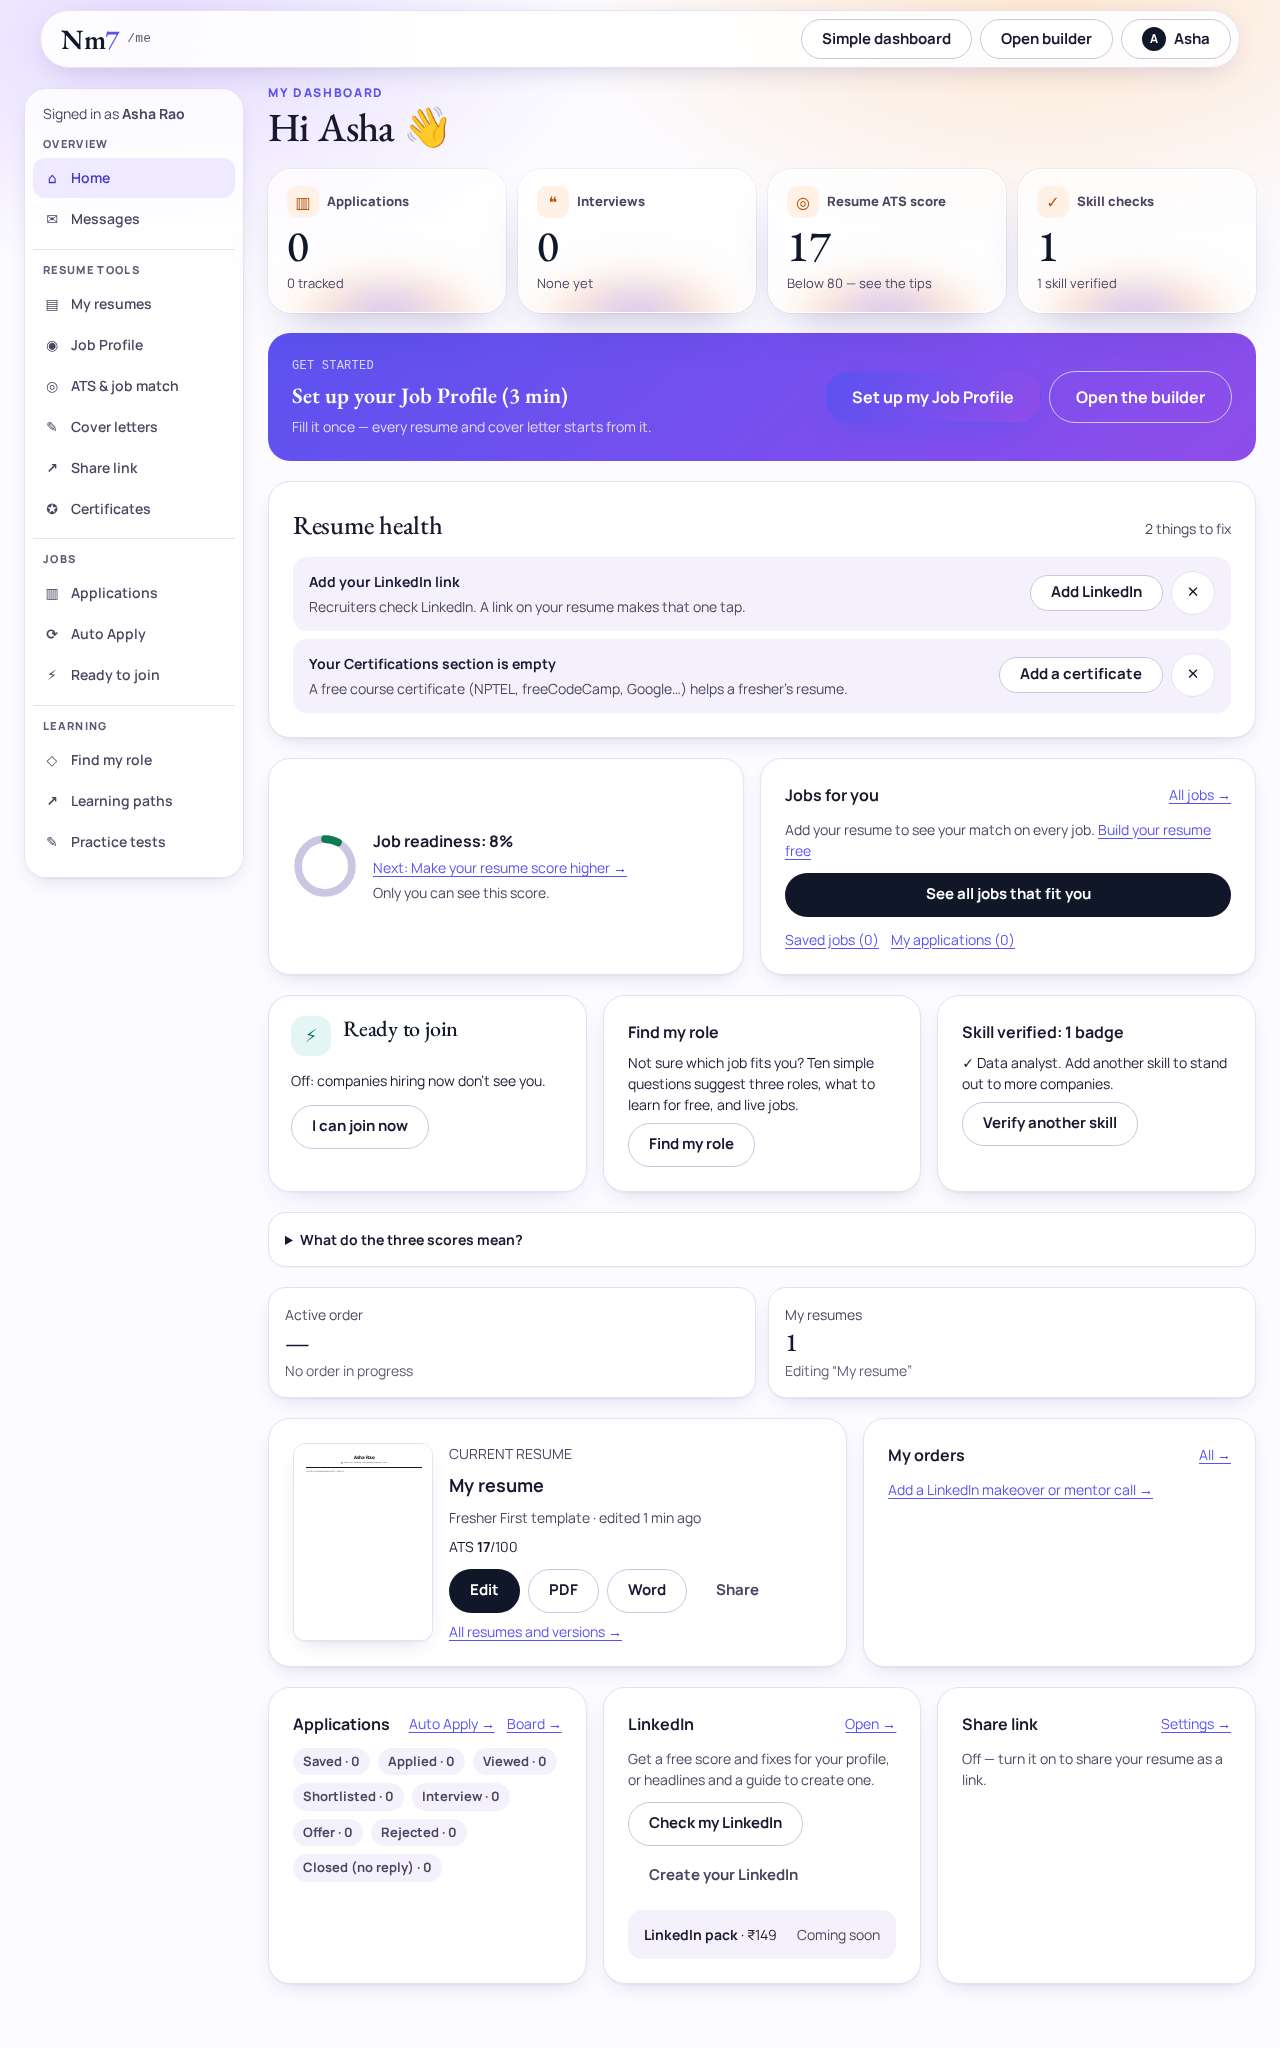 Nm7 /me
Simple dashboard
Open builder
A Asha
Signed in as Asha Rao
OVERVIEW
Home
Messages
RESUME TOOLS
My resumes
Job Profile
ATS & job match
Cover letters
Share link
Certificates
JOBS
Applications
Auto Apply
Ready to join
LEARNING
Find my role
Learning paths
Practice tests
MY DASHBOARD
Hi Asha 👋
Applications
0
0 tracked
Interviews
0
None yet
Resume ATS score
17
Below 80 — see the tips
Skill checks
1
1 skill verified
GET STARTED
Set up your Job Profile (3 min)
Fill it once — every resume and cover letter starts from it.
Set up my Job Profile
Open the builder
Resume health
2 things to fix
Add your LinkedIn link
Recruiters check LinkedIn. A link on your resume makes that one tap.
Add LinkedIn
×
Your Certifications section is empty
A free course certificate (NPTEL, freeCodeCamp, Google…) helps a fresher's resume.
Add a certificate
×
Job readiness: 8%
Next: Make your resume score higher →
Only you can see this score.
Jobs for you
All jobs →
Add your resume to see your match on every job. Build your resume
free
See all jobs that fit you
Saved jobs (0) My applications (0)
Ready to join
Off: companies hiring now don't see you.
I can join now
Find my role
Not sure which job fits you? Ten simple
questions suggest three roles, what to
learn for free, and live jobs.
Find my role
Skill verified: 1 badge
✓ Data analyst. Add another skill to stand
out to more companies.
Verify another skill
▶ What do the three scores mean?
Active order
—
No order in progress
My resumes
1
Editing “My resume”
Asha Rao
CURRENT RESUME
My resume
Fresher First template · edited 1 min ago
ATS 17/100
Edit
PDF
Word
Share
All resumes and versions →
My orders
All →
Add a LinkedIn makeover or mentor call →
Applications
Auto Apply →
Board →
Saved · 0
Applied · 0
Viewed · 0
Shortlisted · 0
Interview · 0
Offer · 0
Rejected · 0
Closed (no reply) · 0
LinkedIn
Open →
Get a free score and fixes for your profile,
or headlines and a guide to create one.
Check my LinkedIn
Create your LinkedIn
LinkedIn pack · ₹149
Coming soon
Share link
Settings →
Off — turn it on to share your resume as a
link.